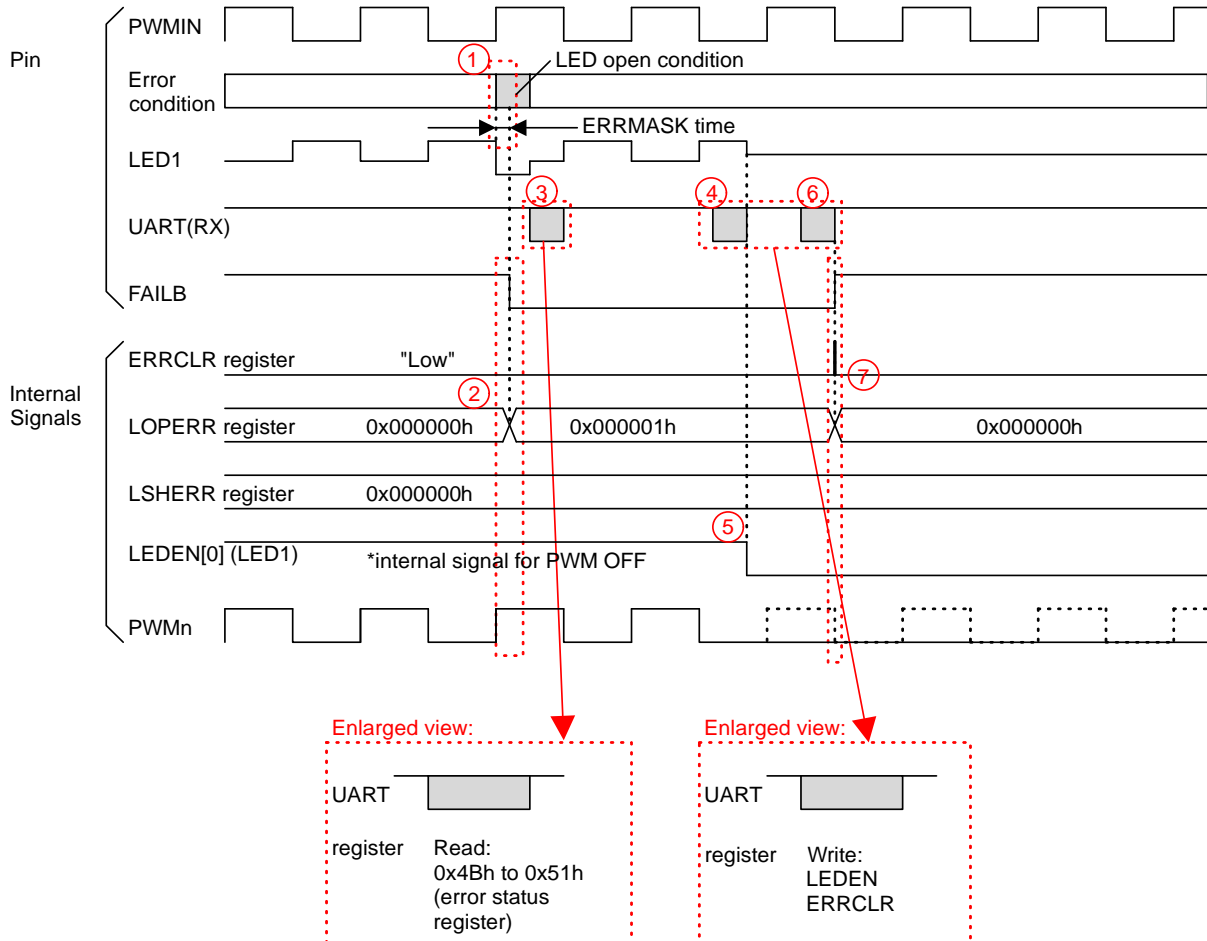 Pin
PWMIN
① LED open condition
Error
condition
ERRMASK time
LED1
③ ④ ⑥
UART(RX)
FAILB
Internal
Signals
ERRCLR register "Low"
⑦
②
LOPERR register 0x000000h 0x000001h 0x000000h
LSHERR register 0x000000h
⑤
LEDEN[0] (LED1) *internal signal for PWM OFF
PWMn
Enlarged view:
UART
register Read:
0x4Bh to 0x51h
(error status
register)
Enlarged view:
UART
register Write:
LEDEN
ERRCLR